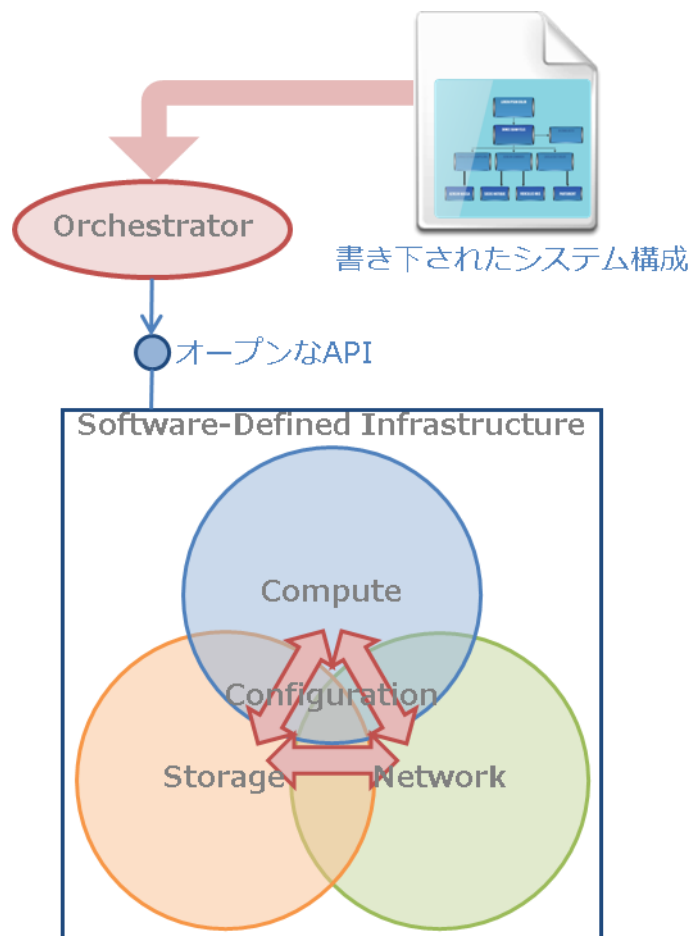 Orchestrator
書き下されたシステム構成
オープンなAPI
Software-Defined Infrastructure
Compute
Configuration
Storage
Network